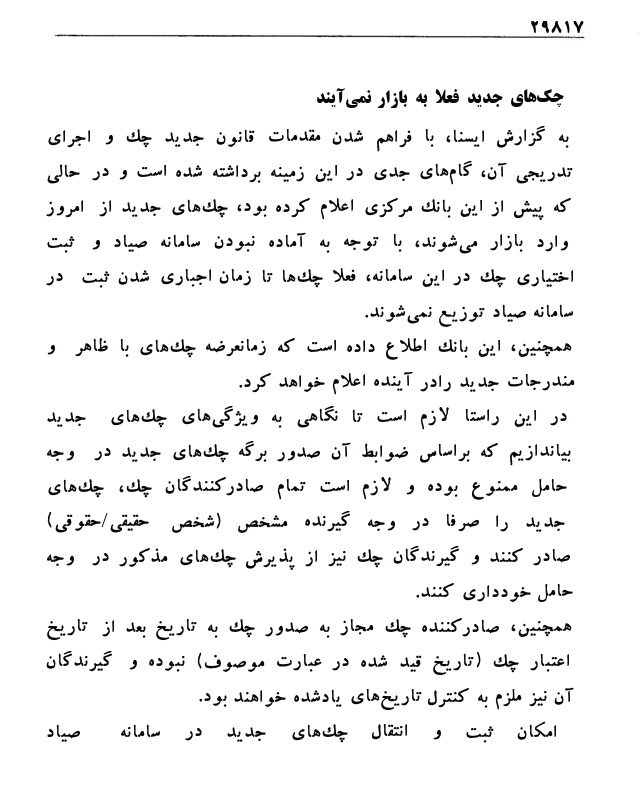 ۲۹۸۱۷
چک‌های جدید فعلا به بازار نمی‌آیند
به گزارش ایسنا، با فراهم شدن مقدمات قانون جدید چك و اجرای
تدریجی آن، گام‌های جدی در این زمینه برداشته شده است و در حالی
که پیش از این بانك مرکزی اعلام کرده بود، چك‌های جدید از امروز
وارد بازار می‌شوند، با توجه به آماده نبودن سامانه صیاد و ثبت
اختیاری چك در این سامانه، فعلا چك‌ها تا زمان اجباری شدن ثبت در
سامانه صیاد توزیع نمی‌شوند.
همچنین، این بانك اطلاع داده است که زمانعرضه چك‌های با ظاهر و
مندرجات جدید رادر آینده اعلام خواهد کرد.
در این راستا لازم است تا نگاهی به ویژگی‌های چك‌های جدید
بیاندازیم که براساس ضوابط آن صدور برگه چك‌های جدید در وجه
حامل ممنوع بوده و لازم است تمام صادرکنندگان چك، چك‌های
جدید را صرفا در وجه گیرنده مشخص (شخص حقیقی/حقوقی)
صادر کنند و گیرندگان چك نیز از پذیرش چك‌های مذکور در وجه
حامل خودداری کنند.
همچنین، صادرکننده چك مجاز به صدور چك به تاریخ بعد از تاریخ
اعتبار چك (تاریخ قید شده در عبارت موصوف) نبوده و گیرندگان
آن نیز ملزم به کنترل تاریخ‌های یادشده خواهند بود.
امکان ثبت و انتقال چك‌های جدید در سامانه صیاد